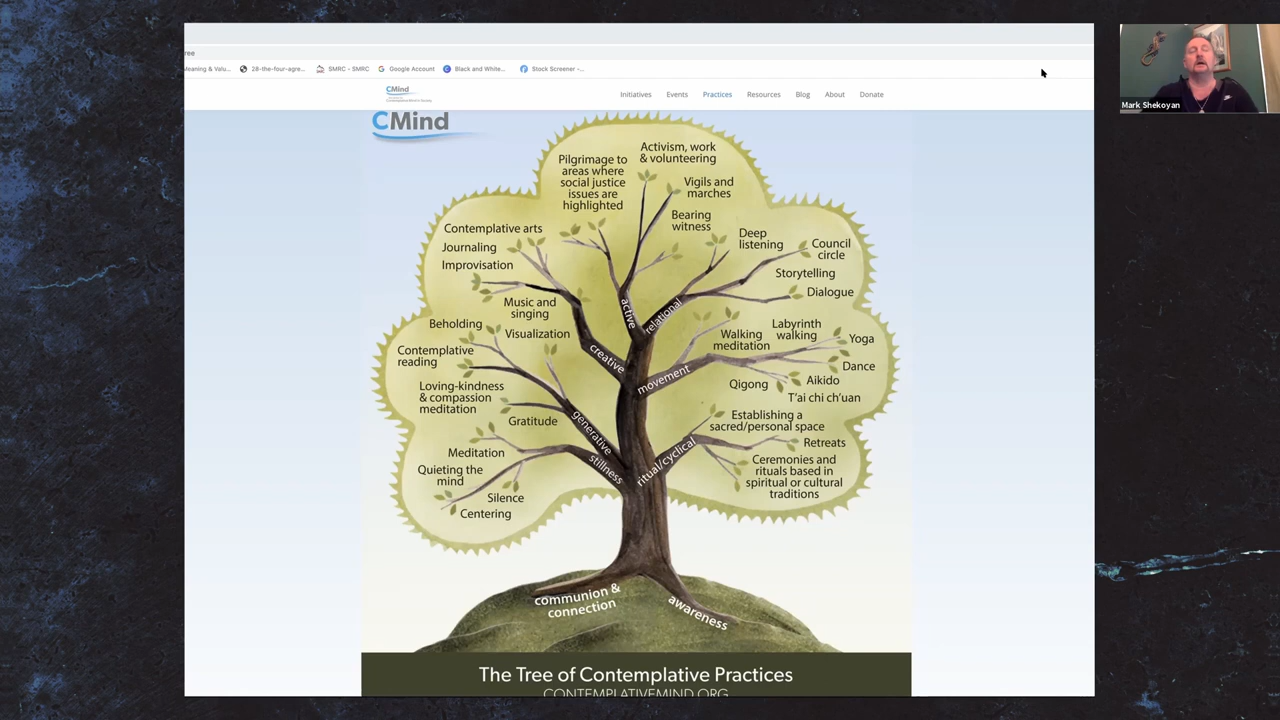 ree
Meaning & Valu...
28-the-four-agre...
SMRC - SMRC
Google Account
Black and White...
Stock Screener -...
CMind
Initiatives
Events
Practices
Resources
Blog
About
Donate
Mark Shekoyan
CMind
Activism, work
& volunteering
Pilgrimage to
areas where
social justice
issues are
highlighted
Vigils and
marches
Bearing
witness
Contemplative arts
Journaling
Improvisation
Deep
listening
Council
circle
Storytelling
Dialogue
Music and
singing
active
relational
Beholding
Visualization
Contemplative
reading
creative
Walking
meditation
Labyrinth
walking
Yoga
movement
Dance
Qigong
Aikido
T'ai chi ch'uan
Loving-kindness
& compassion
meditation
Gratitude
generative
Establishing a
sacred/personal space
Meditation
stillness
ritual/cyclical
Retreats
Quieting the
mind
Silence
Centering
Ceremonies and
rituals based in
spiritual or cultural
traditions
communion &
connection
awareness
The Tree of Contemplative Practices
CONTEMPLATIVEMIND.ORG